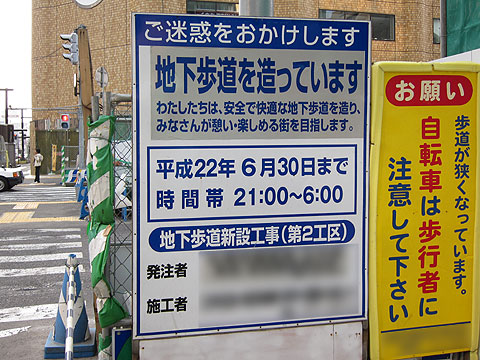 ご迷惑をおかけします
地下歩道を造っています
わたしたちは、安全で快適な地下歩道を造り、
みなさんが憩い・楽しめる街を目指します。
平成22年 6月30日まで
時間帯 21:00～6:00
地下歩道新設工事(第2工区)
発注者
施工者
お願い
歩道が狭くなっています。
自転車は歩行者に
注意して下さい